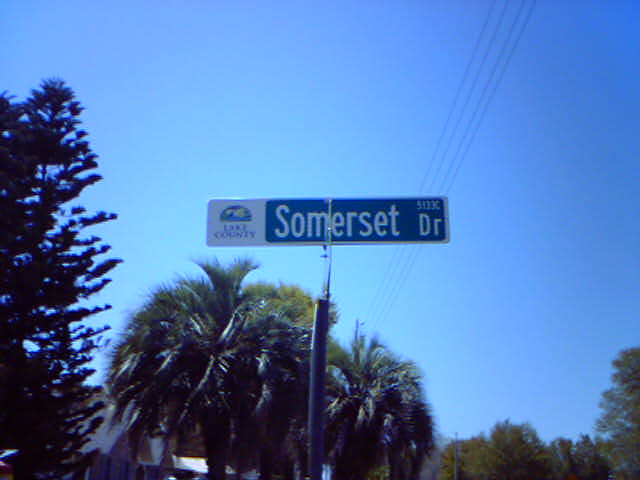 LAKE
COUNTY
Somerset Dr
5133C